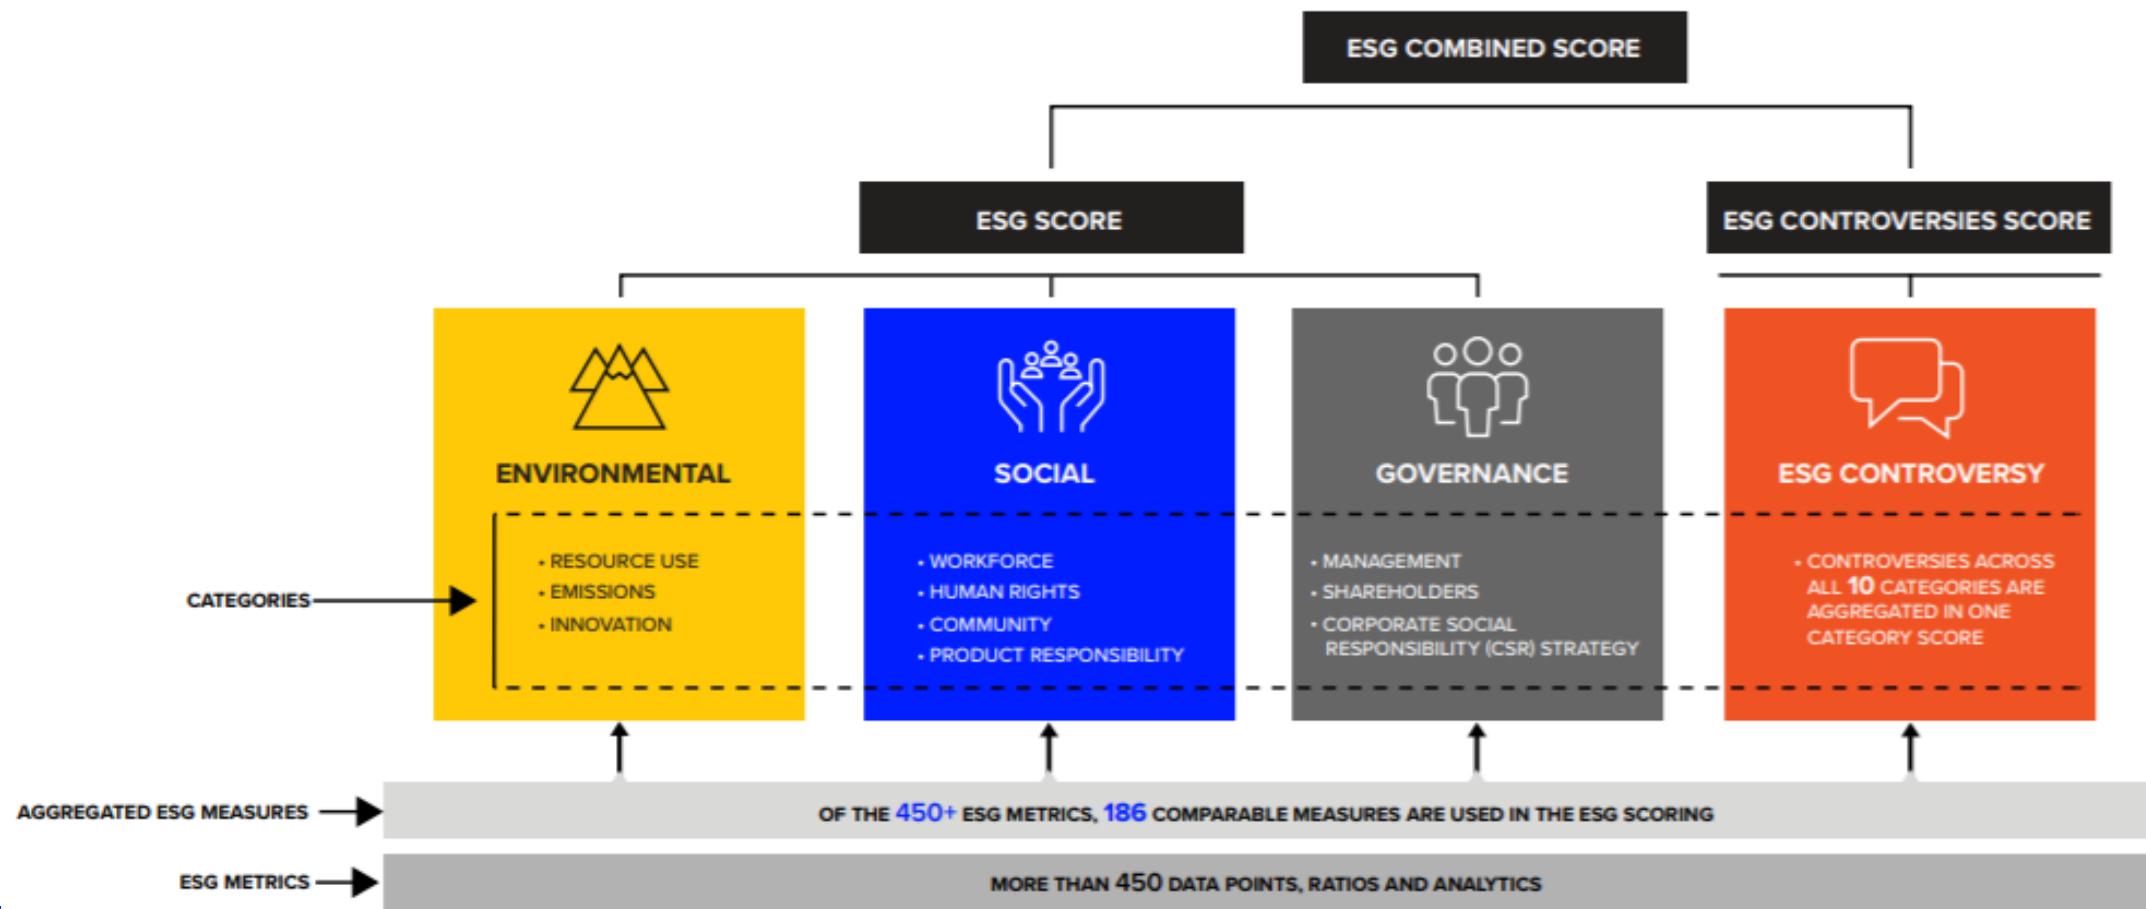 ESG COMBINED SCORE
ESG SCORE
ESG CONTROVERSIES SCORE
ENVIRONMENTAL
SOCIAL
GOVERNANCE
ESG CONTROVERSY
CATEGORIES
• RESOURCE USE
• EMISSIONS
• INNOVATION
• WORKFORCE
• HUMAN RIGHTS
• COMMUNITY
• PRODUCT RESPONSIBILITY
• MANAGEMENT
• SHAREHOLDERS
• CORPORATE SOCIAL
RESPONSIBILITY (CSR) STRATEGY
• CONTROVERSIES ACROSS
ALL 10 CATEGORIES ARE
AGGREGATED IN ONE
CATEGORY SCORE
AGGREGATED ESG MEASURES
OF THE 450+ ESG METRICS, 186 COMPARABLE MEASURES ARE USED IN THE ESG SCORING
ESG METRICS
MORE THAN 450 DATA POINTS, RATIOS AND ANALYTICS